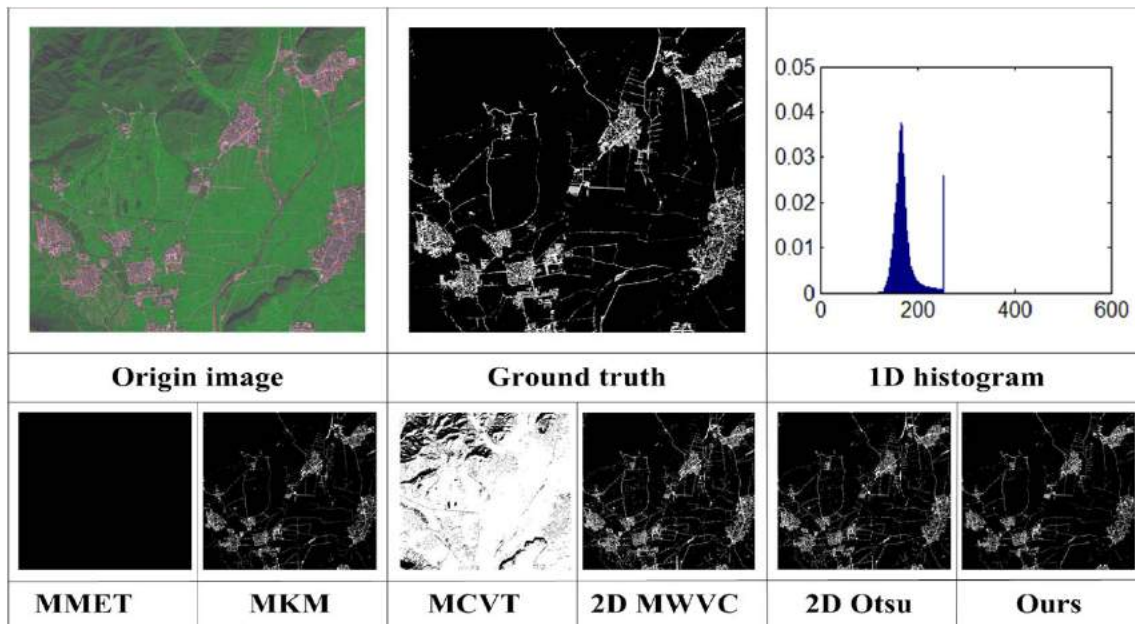 0.05
0.04
0.03
0.02
0.01
0
0 200 400 600
Origin image Ground truth 1D histogram
MMET MKM MCVT 2D MWVC 2D Otsu Ours